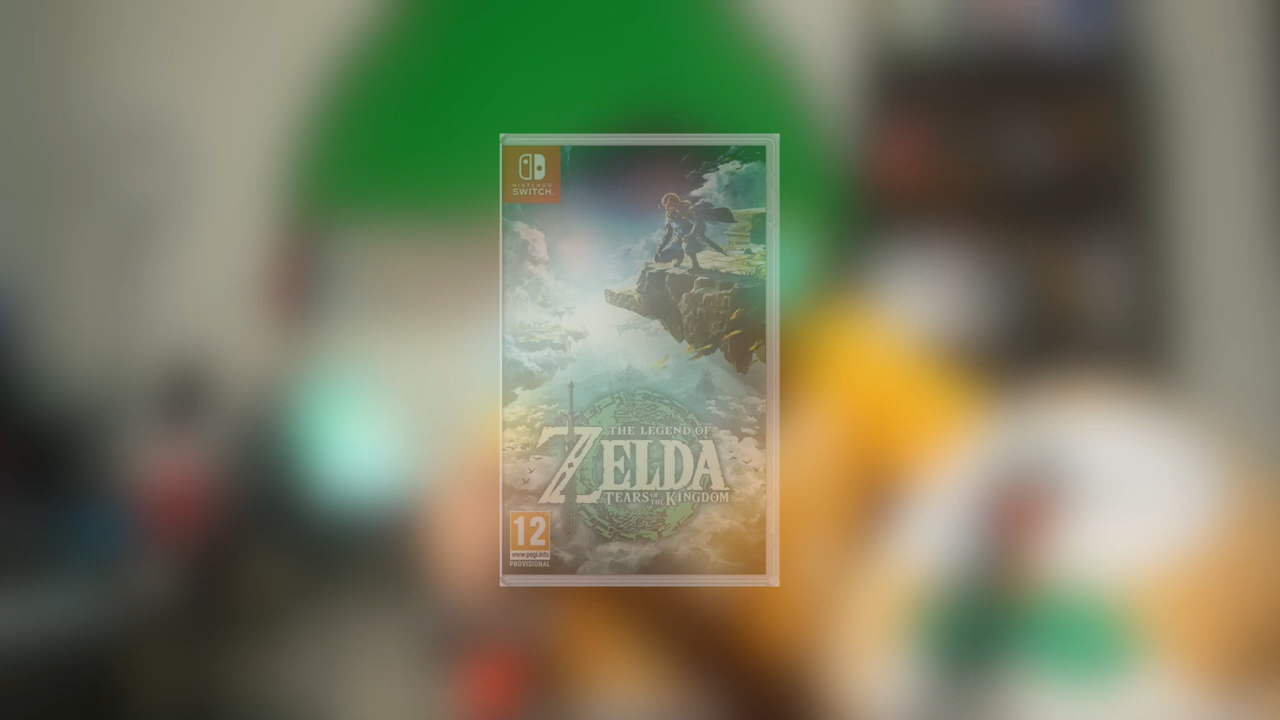 NINTENDO
SWITCH
THE LEGEND OF
ZELDA
TEARS OF THE KINGDOM
12
www.pegi.info
PROVISIONAL